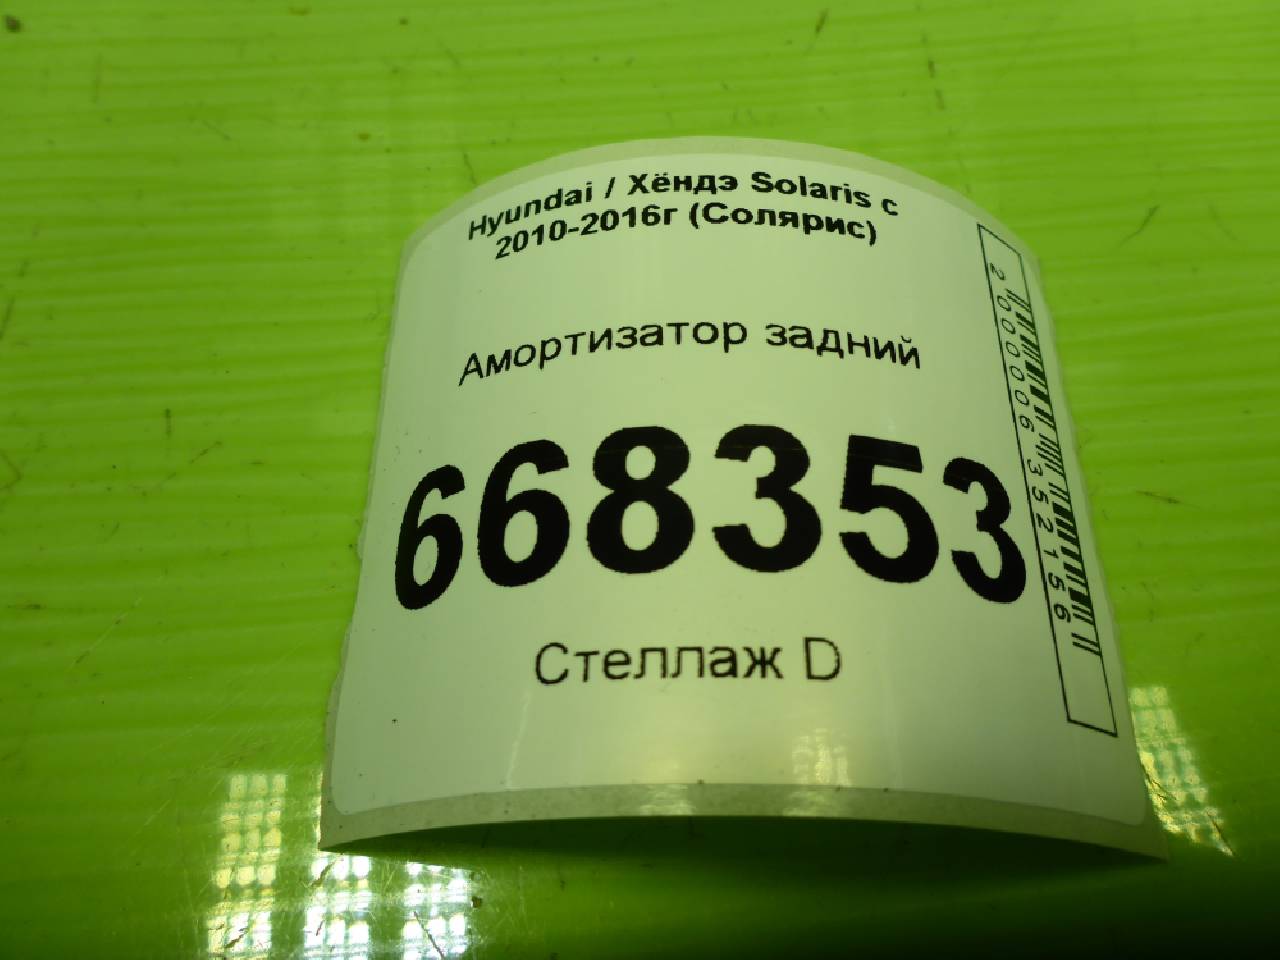 Hyundai / Хёндэ Solaris с
2010-2016г (Солярис)
Амортизатор задний
668353
Стеллаж D
2000006352156